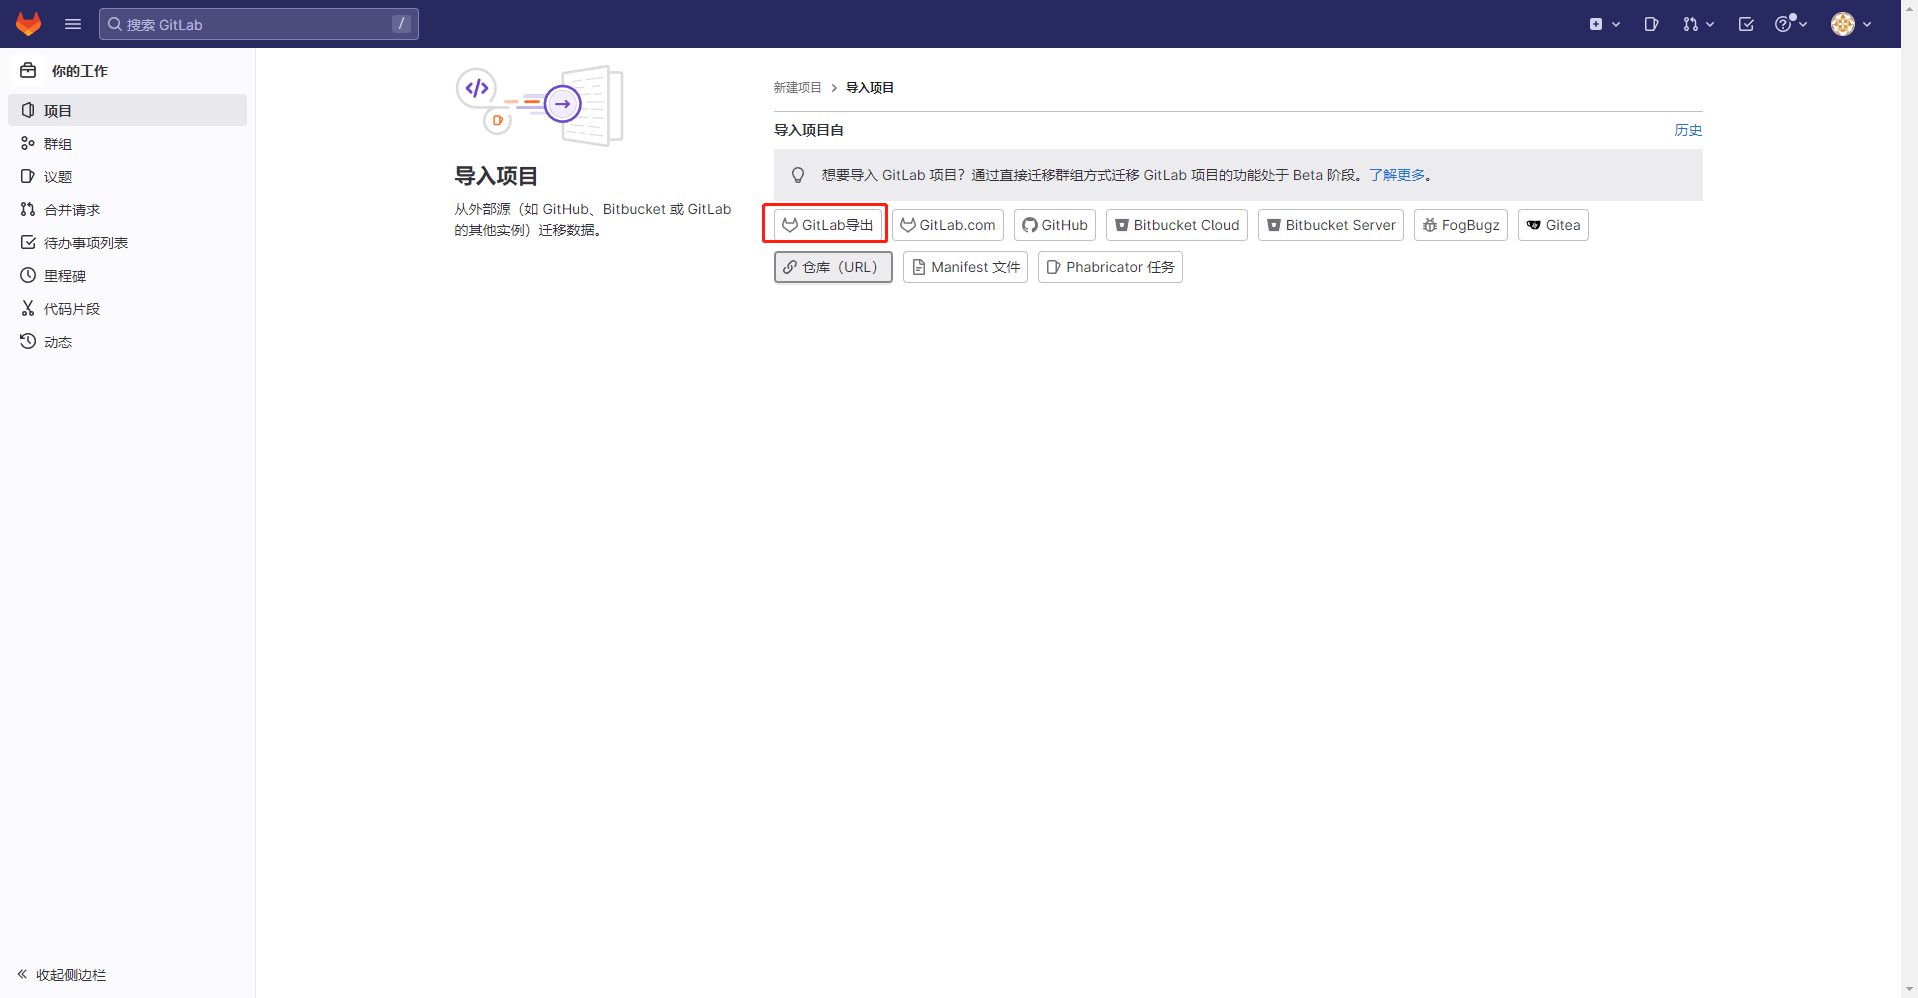 搜索 GitLab
/
你的工作
项目
群组
议题
合并请求
待办事项列表
里程碑
代码片段
动态
收起侧边栏
导入项目
从外部源（如 GitHub、Bitbucket 或 GitLab
的其他实例）迁移数据。
新建项目 > 导入项目
导入项目自
历史
想要导入 GitLab 项目？通过直接迁移群组方式迁移 GitLab 项目的功能处于 Beta 阶段。了解更多。
GitLab导出 GitLab.com GitHub Bitbucket Cloud Bitbucket Server FogBugz Gitea
仓库（URL） Manifest 文件 Phabricator 任务